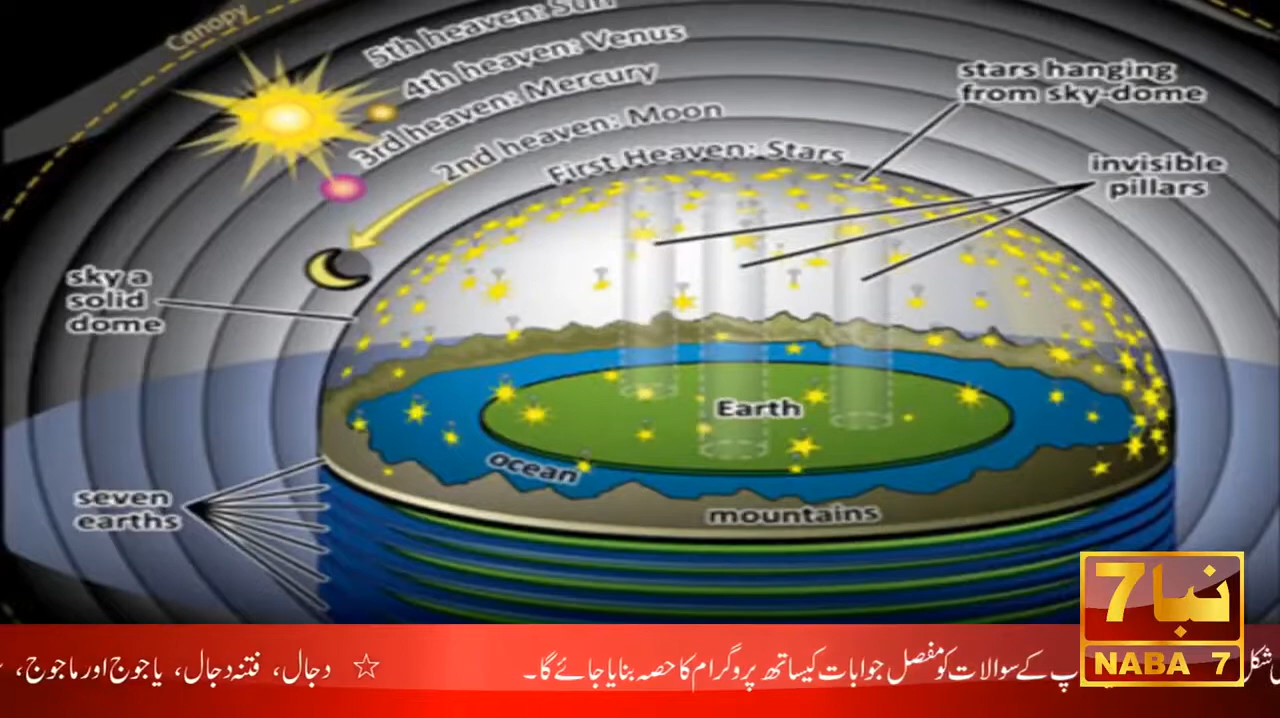 Canopy
5th heaven: Sun
4th heaven: Venus
3rd heaven: Mercury
2nd heaven: Moon
First Heaven: Stars
stars hanging
from sky-dome
invisible
pillars
sky a
solid
dome
Earth
ocean
seven
earths
mountains
نبأ 7
NABA 7
پ کے سوالات کو مفصل جوابات کیساتھ پروگرام کا حصہ بنایا جائے گا۔ ☆ دجال، فتنہ دجال، یاجوج اور ماجوج،